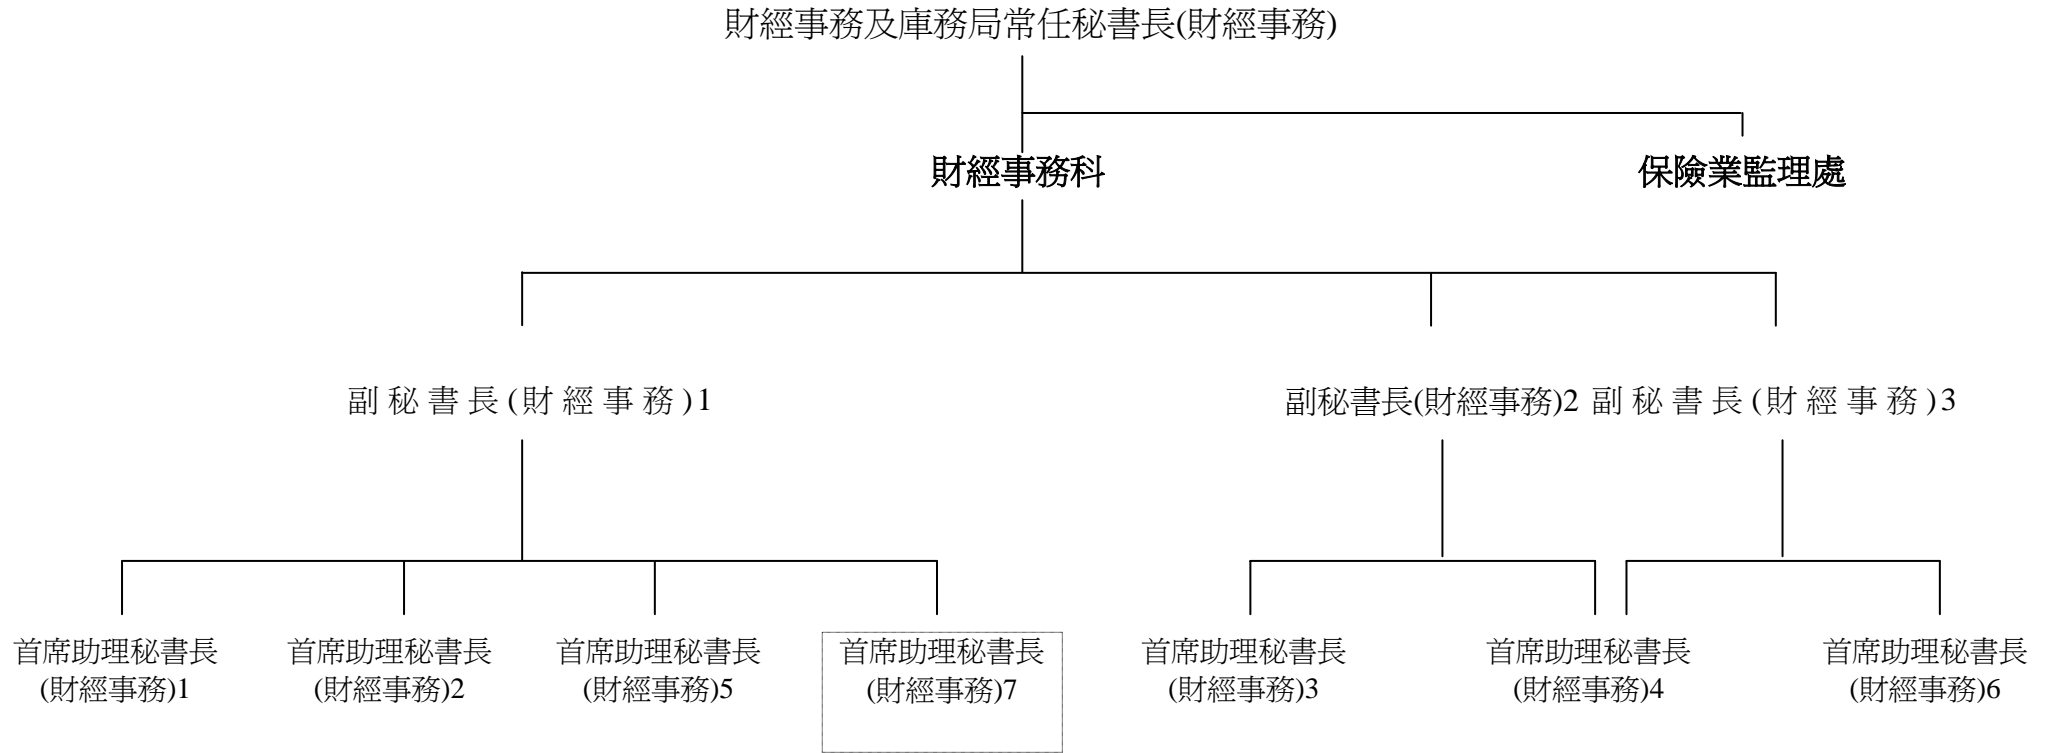 財經事務及庫務局常任秘書長(財經事務)
財經事務科
保險業監理處
副秘書長(財經事務)1
副秘書長(財經事務)2
副秘書長(財經事務)3
首席助理秘書長
(財經事務)1
首席助理秘書長
(財經事務)2
首席助理秘書長
(財經事務)5
首席助理秘書長
(財經事務)7
首席助理秘書長
(財經事務)3
首席助理秘書長
(財經事務)4
首席助理秘書長
(財經事務)6